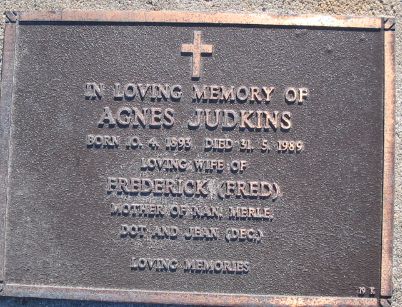 IN LOVING MEMORY OF
AGNES JUDKINS
BORN 10. 4. 1893 DIED 31. 5. 1989
LOVING WIFE OF
FREDERICK (FRED)
MOTHER OF NAN, MERLE,
DOT AND JEAN (DEC.)
LOVING MEMORIES